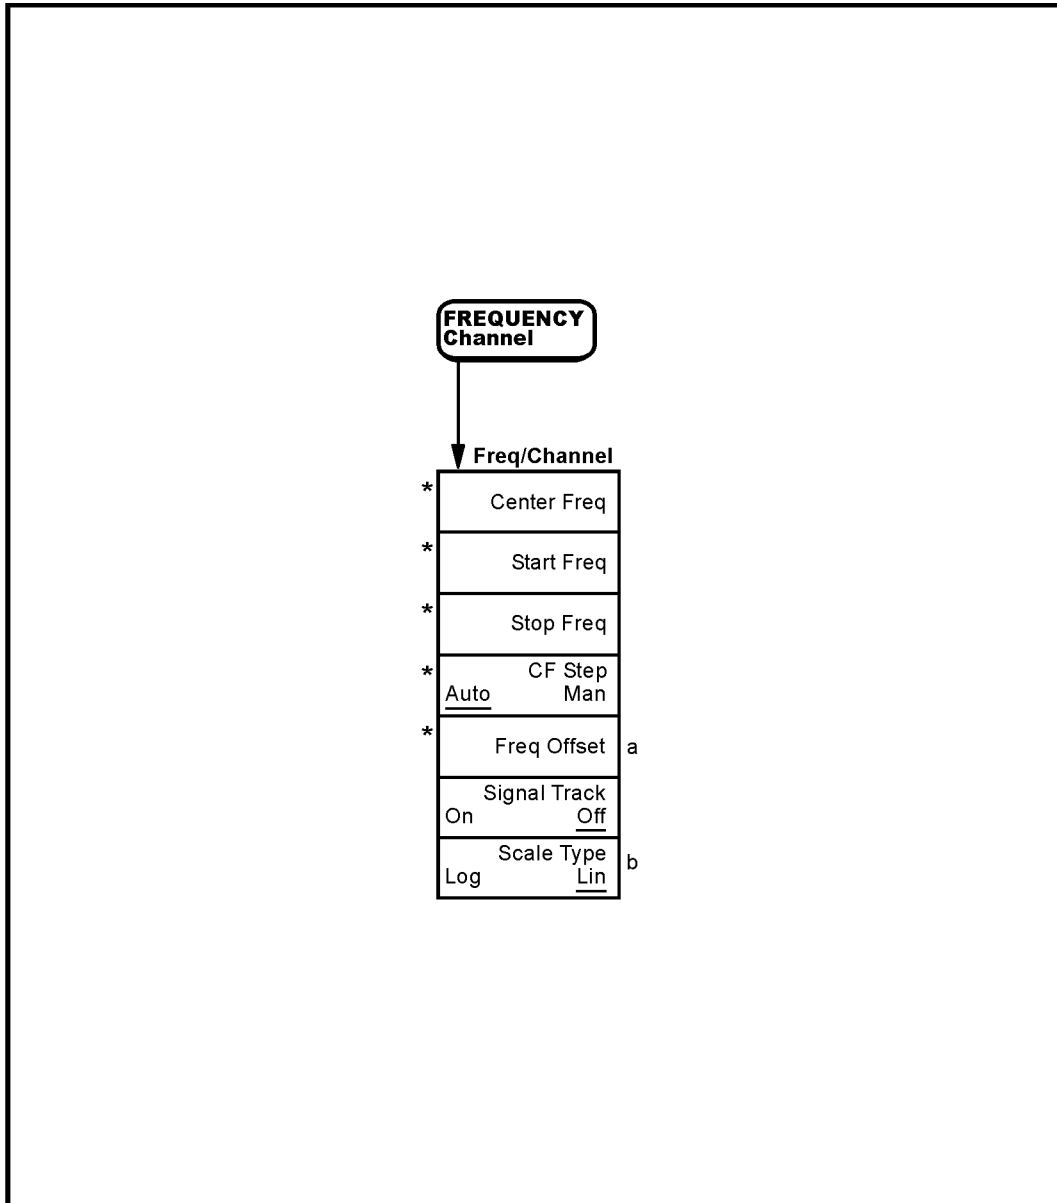 FREQUENCY
Channel
Freq/Channel
* Center Freq
* Start Freq
* Stop Freq
* CF Step
Auto Man
* Freq Offset a
Signal Track
On Off
Scale Type b
Log Lin